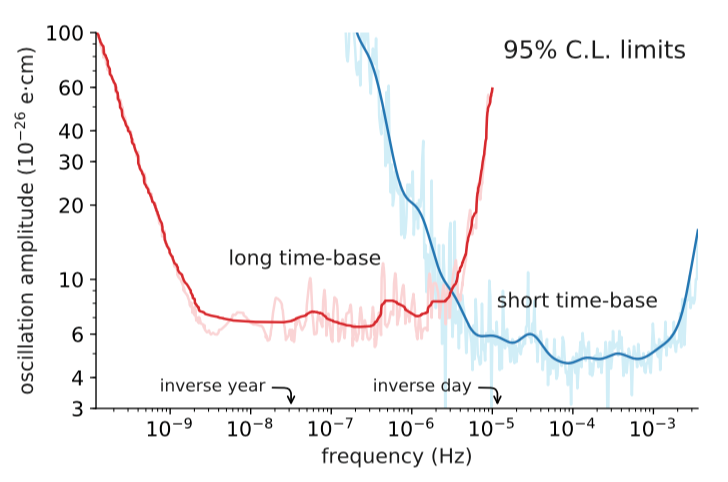 100
60
40
30
20
10
6
4
3
oscillation amplitude (10⁻²⁶ e·cm)
95% C.L. limits
long time-base
short time-base
inverse year
inverse day
10⁻⁹ 10⁻⁸ 10⁻⁷ 10⁻⁶ 10⁻⁵ 10⁻⁴ 10⁻³
frequency (Hz)